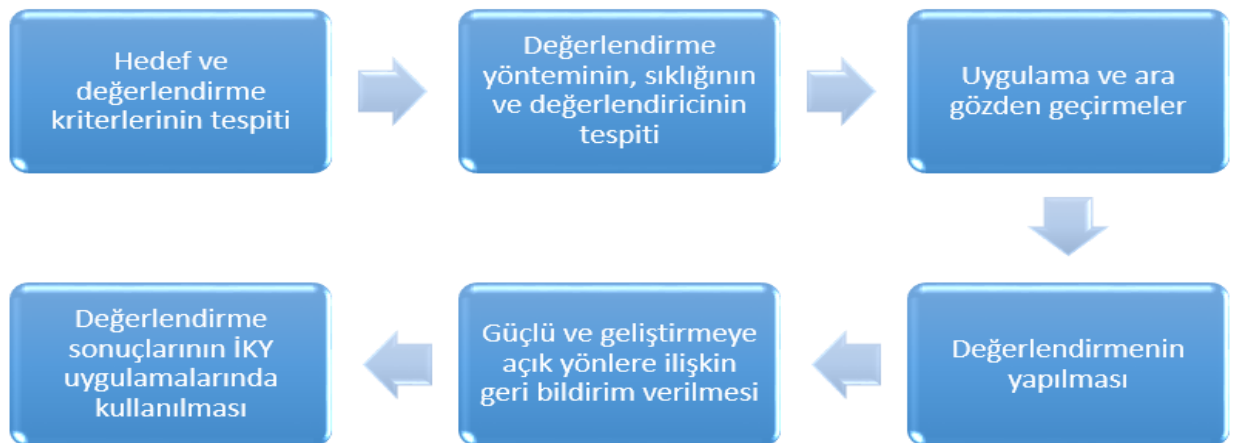 Hedef ve
değerlendirme
kriterlerinin tespiti
Değerlendirme
yönteminin, sıklığının
ve değerlendiricinin
tespiti
Uygulama ve ara
gözden geçirmeler
Değerlendirmenin
yapılması
Güçlü ve geliştirmeye
açık yönlere ilişkin
geri bildirim verilmesi
Değerlendirme
sonuçlarının İKY
uygulamalarında
kullanılması